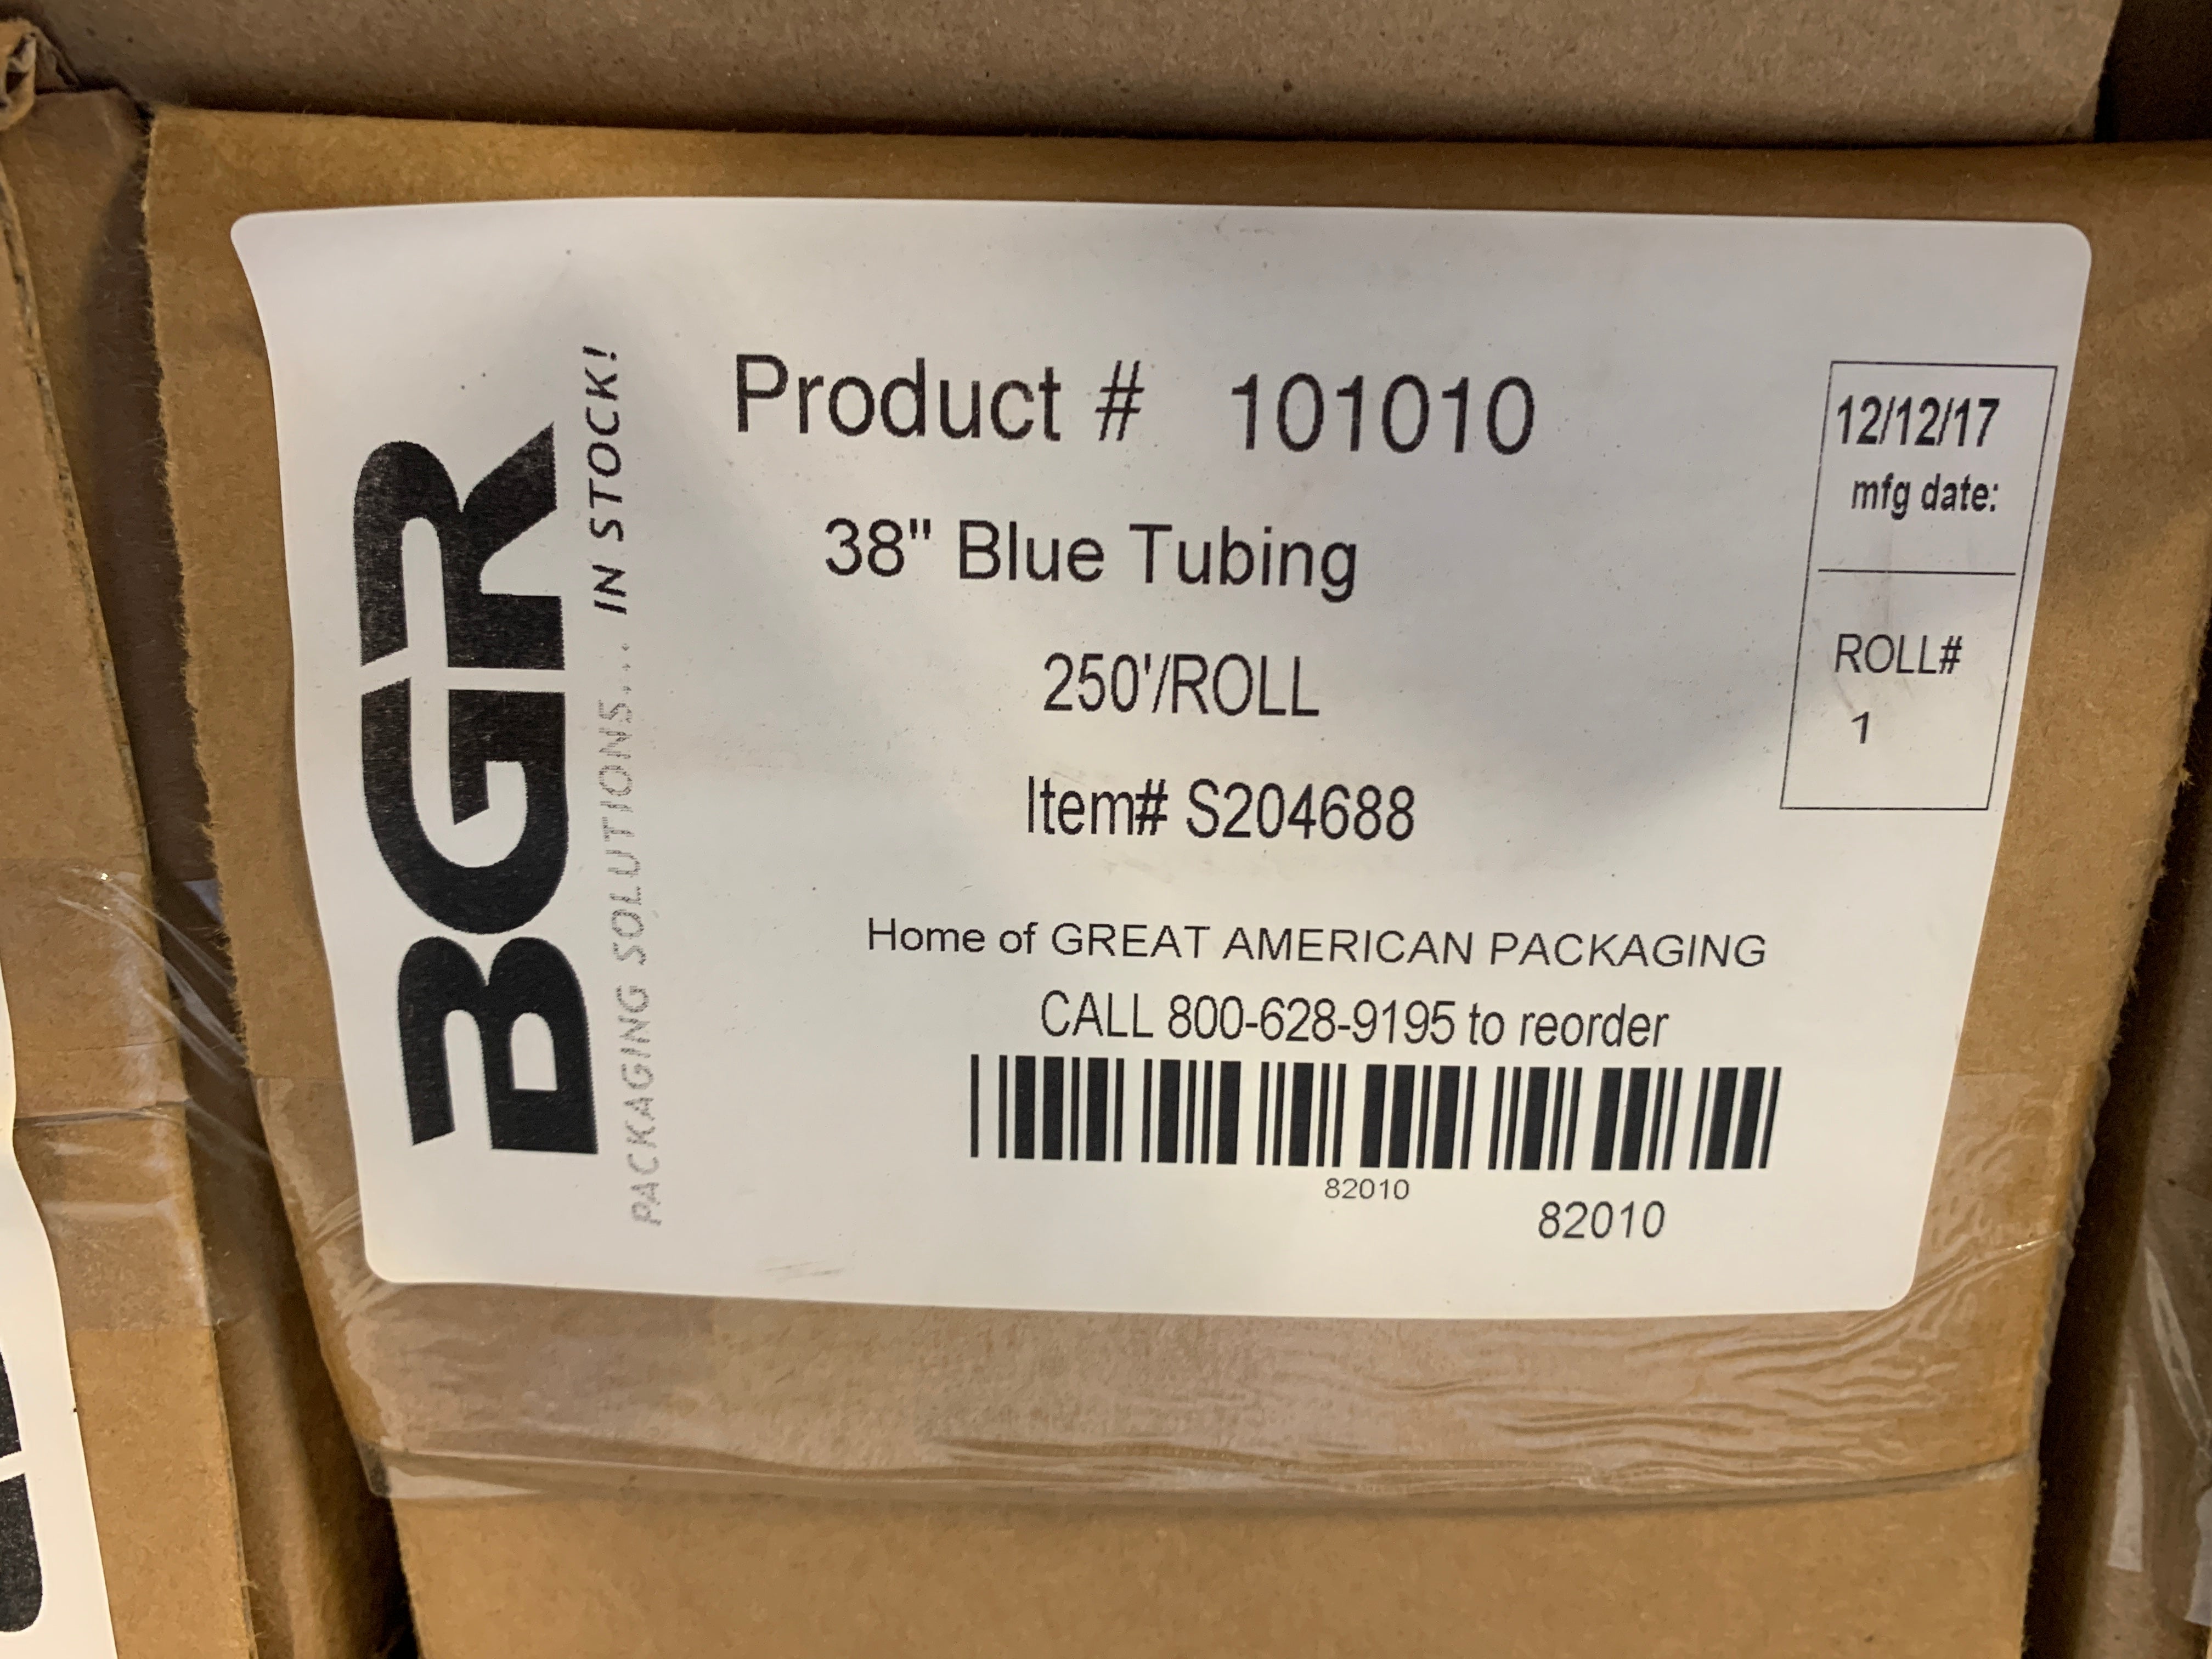 BGR
PACKAGING SOLUTIONS... IN STOCK!
Product # 101010
38" Blue Tubing
250'/ROLL
Item# S204688
Home of GREAT AMERICAN PACKAGING
CALL 800-628-9195 to reorder
82010
82010
12/12/17
mfg date:
ROLL#
1